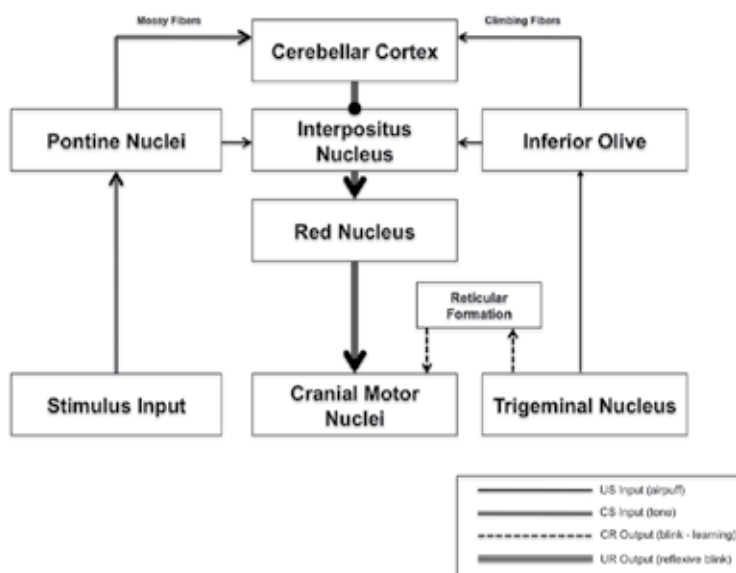 Mossy Fibers
Climbing Fibers
Cerebellar Cortex
Pontine Nuclei
Interpositus
Nucleus
Inferior Olive
Red Nucleus
Reticular
Formation
Stimulus Input
Cranial Motor
Nuclei
Trigeminal Nucleus
US Input (airpuff)
CS Input (tone)
CR Output (blink - learning)
UR Output (reflexive blink)